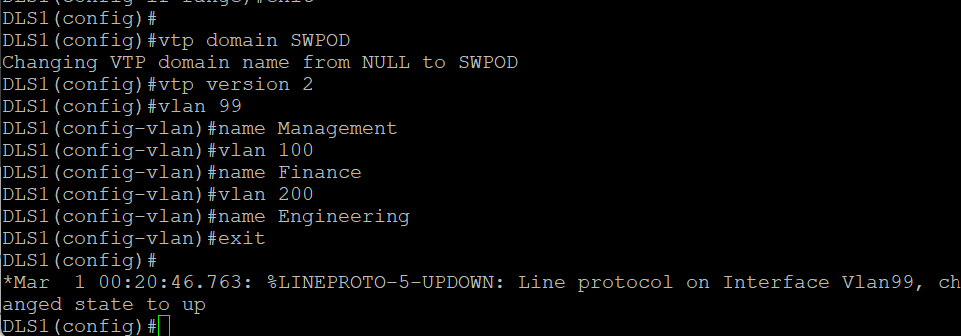 DLS1(config)#
DLS1(config)#vtp domain SWPOD
Changing VTP domain name from NULL to SWPOD
DLS1(config)#vtp version 2
DLS1(config)#vlan 99
DLS1(config-vlan)#name Management
DLS1(config-vlan)#vlan 100
DLS1(config-vlan)#name Finance
DLS1(config-vlan)#vlan 200
DLS1(config-vlan)#name Engineering
DLS1(config-vlan)#exit
DLS1(config)#
*Mar  1 00:20:46.763: %LINEPROTO-5-UPDOWN: Line protocol on Interface Vlan99, ch
anged state to up
DLS1(config)#